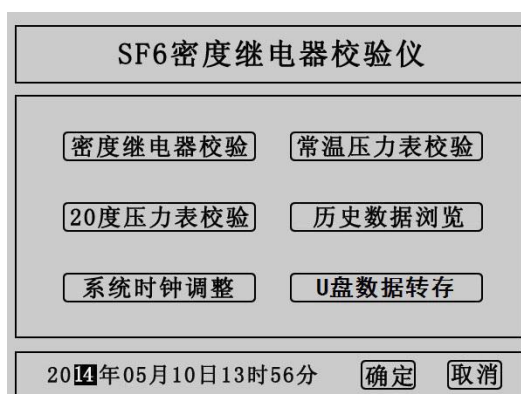 SF6密度继电器校验仪
密度继电器校验 常温压力表校验
20度压力表校验 历史数据浏览
系统时钟调整 U盘数据转存
2014年05月10日13时56分 确定 取消